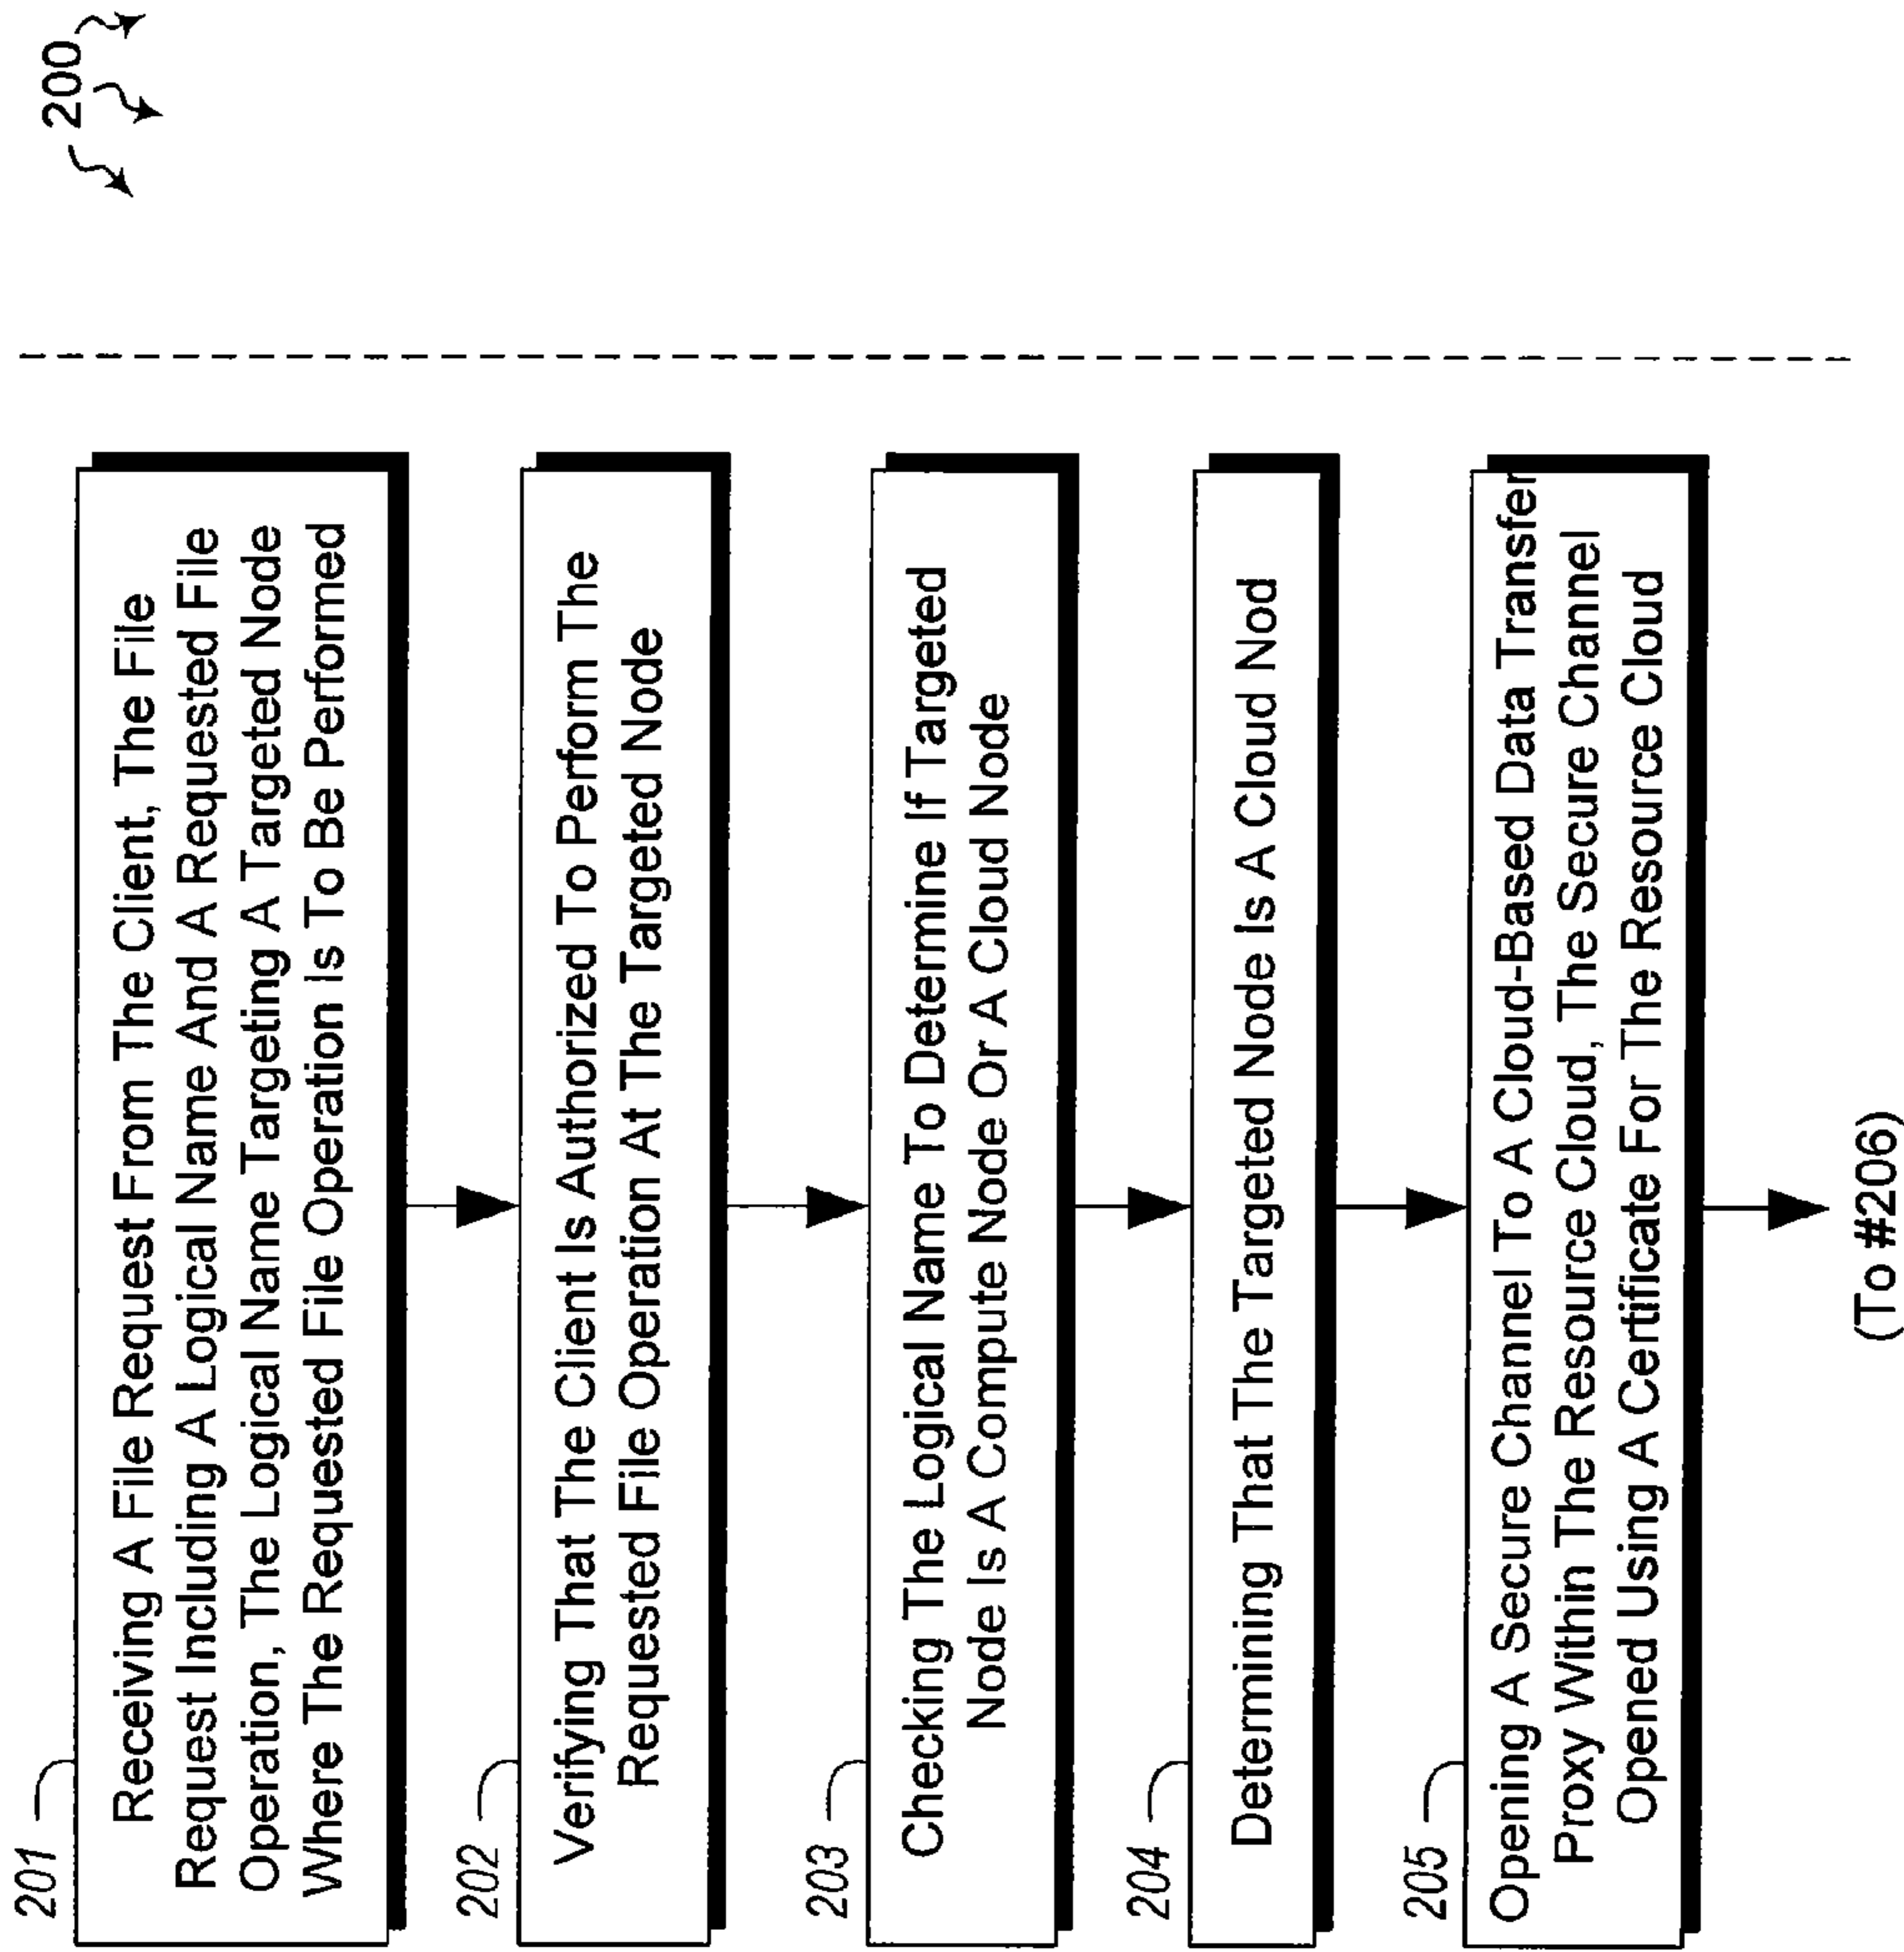 200
201
Receiving A File Request From The Client, The File
Request Including A Logical Name And A Requested File
Operation, The Logical Name Targeting A Targeted Node
Where The Requested File Operation Is To Be Performed
202
Verifying That The Client Is Authorized To Perform The
Requested File Operation At The Targeted Node
203
Checking The Logical Name To Determine If Targeted
Node Is A Compute Node Or A Cloud Node
204
Determining That The Targeted Node Is A Cloud Nod
205
Opening A Secure Channel To A Cloud-Based Data Transfer
Proxy Within The Resource Cloud, The Secure Channel
Opened Using A Certificate For The Resource Cloud
(To #206)